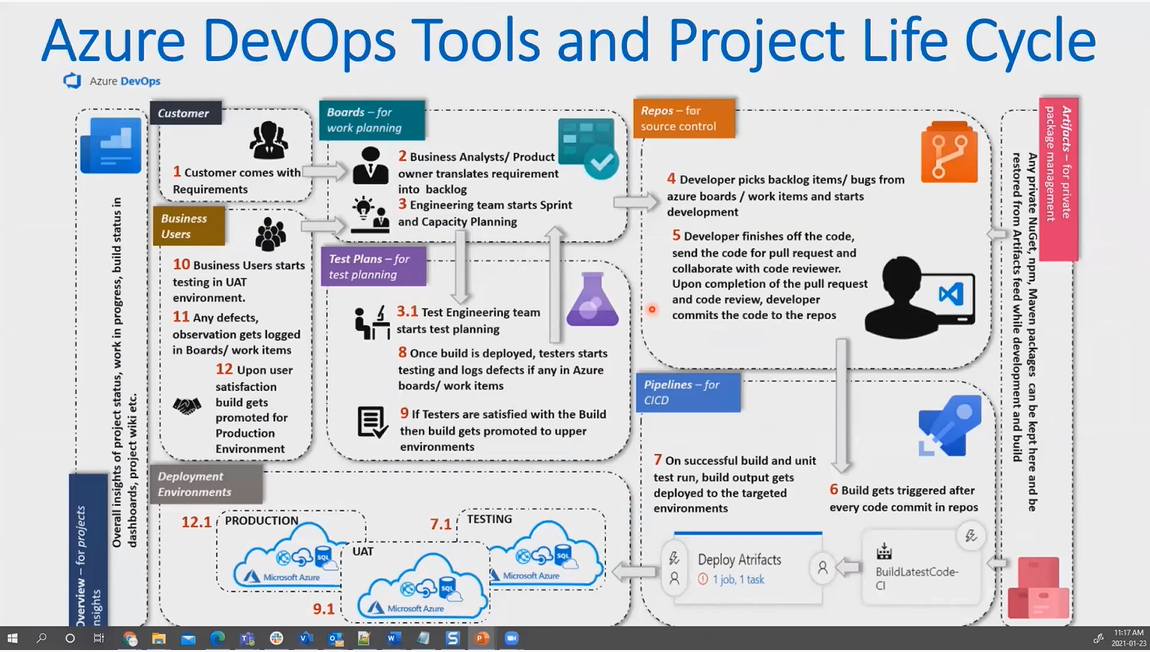 Azure DevOps Tools and Project Life Cycle
Azure DevOps
Customer
1 Customer comes with
Requirements
Business
Users
10 Business Users starts
testing in UAT
environment.
11 Any defects,
observation gets logged
in Boards/ work items
12 Upon user
satisfaction
build gets
promoted for
Production
Environment
Boards – for
work planning
2 Business Analysts/ Product
owner translates requirement
into backlog
3 Engineering team starts Sprint
and Capacity Planning
Test Plans – for
test planning
3.1 Test Engineering team
starts test planning
8 Once build is deployed, testers starts
testing and logs defects if any in Azure
boards/ work items
9 If Testers are satisfied with the Build
then build gets promoted to upper
environments
Repos – for
source control
4 Developer picks backlog items/ bugs from
azure boards / work items and starts
development
5 Developer finishes off the code,
send the code for pull request and
collaborate with code reviewer.
Upon completion of the pull request
and code review, developer
commits the code to the repos
Pipelines – for
CICD
7 On successful build and unit
test run, build output gets
deployed to the targeted
environments
6 Build gets triggered after
every code commit in repos
Deploy Atrifacts
1 job, 1 task
BuildLatestCode-
CI
Artifacts – for private
package management
Any private NuGet, npm, Maven packages can be kept here and be
restored from Artifacts feed while development and build
Overview – for projects
insights
Overall insights of project status, work in progress, build status in
dashboards, project wiki etc.
Deployment
Environments
12.1
PRODUCTION
SQL
Microsoft Azure
UAT
SQL
Microsoft Azure
9.1
7.1
TESTING
SQL
Microsoft Azure
11:17 AM
2021-01-23